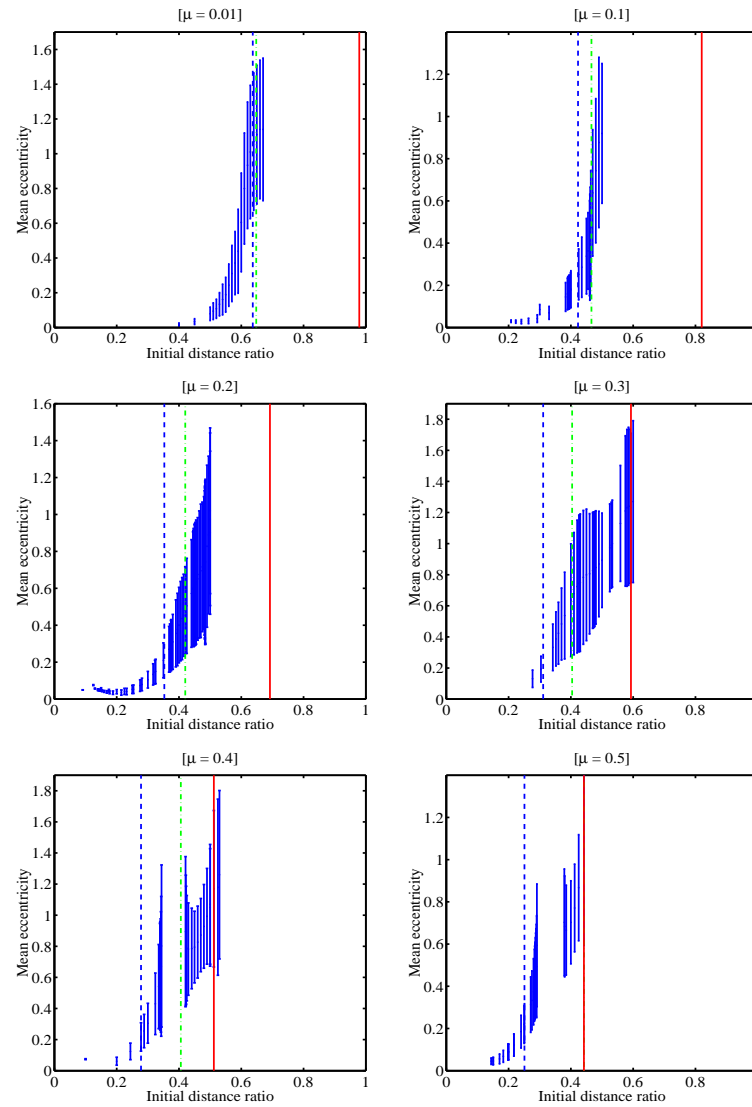 [μ = 0.01]
1.6
1.4
1.2
1
0.8
0.6
0.4
0.2
0
Mean eccentricity
0 0.2 0.4 0.6 0.8 1
Initial distance ratio
[μ = 0.1]
1.2
1
0.8
0.6
0.4
0.2
0
Mean eccentricity
0 0.2 0.4 0.6 0.8
Initial distance ratio
[μ = 0.2]
1.6
1.4
1.2
1
0.8
0.6
0.4
0.2
0
Mean eccentricity
0 0.2 0.4 0.6 0.8 1
Initial distance ratio
[μ = 0.3]
1.8
1.6
1.4
1.2
1
0.8
0.6
0.4
0.2
0
Mean eccentricity
0 0.2 0.4 0.6 0.8
Initial distance ratio
[μ = 0.4]
1.8
1.6
1.4
1.2
1
0.8
0.6
0.4
0.2
0
Mean eccentricity
0 0.2 0.4 0.6 0.8 1
Initial distance ratio
[μ = 0.5]
1.2
1
0.8
0.6
0.4
0.2
0
Mean eccentricity
0 0.2 0.4 0.6 0.8
Initial distance ratio